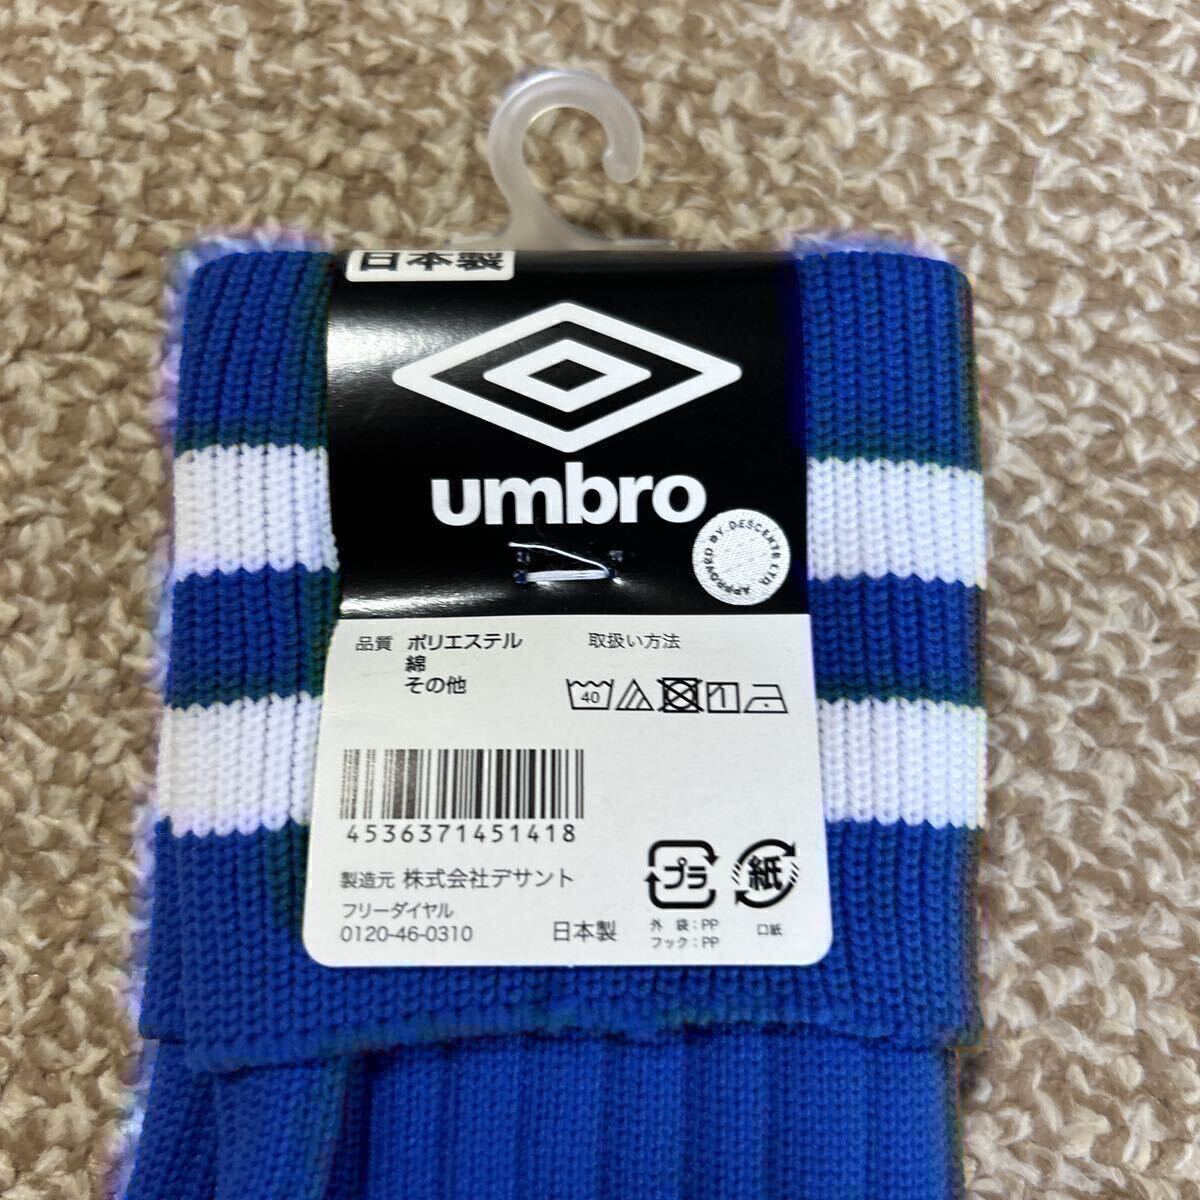 日本製
umbro
APPROVED BY DESCENTE LTD.
品質 ポリエステル
綿
その他
取扱い方法
40
4536371451418
製造元 株式会社デサント
フリーダイヤル
0120-46-0310
日本製
プラ
外袋:PP
フック:PP
紙
口紙